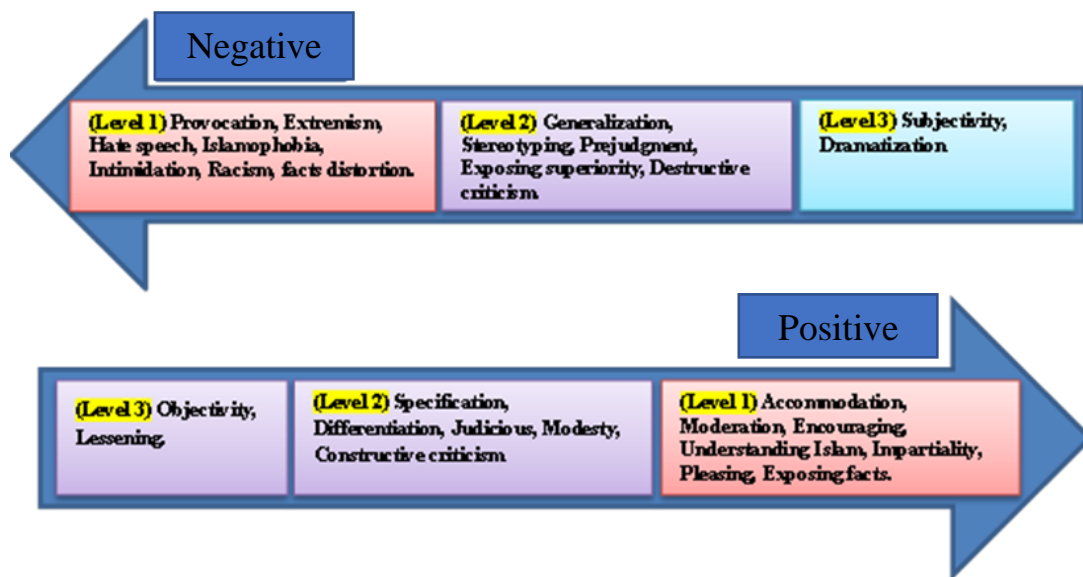 Negative
(Level 1) Provocation, Extremism,
Hate speech, Islamophobia,
Intimidation, Racism, facts distortion.
(Level 2) Generalization,
Stereotyping, Prejudgment,
Exposing superiority, Destructive
criticism.
(Level 3) Subjectivity,
Dramatization
Positive
(Level 3) Objectivity,
Lessening.
(Level 2) Specification,
Differentiation, Judicious, Modesty,
Constructive criticism
(Level 1) Accommodation,
Moderation, Encouraging,
Understanding Islam, Impartiality,
Pleasing, Exposing facts.